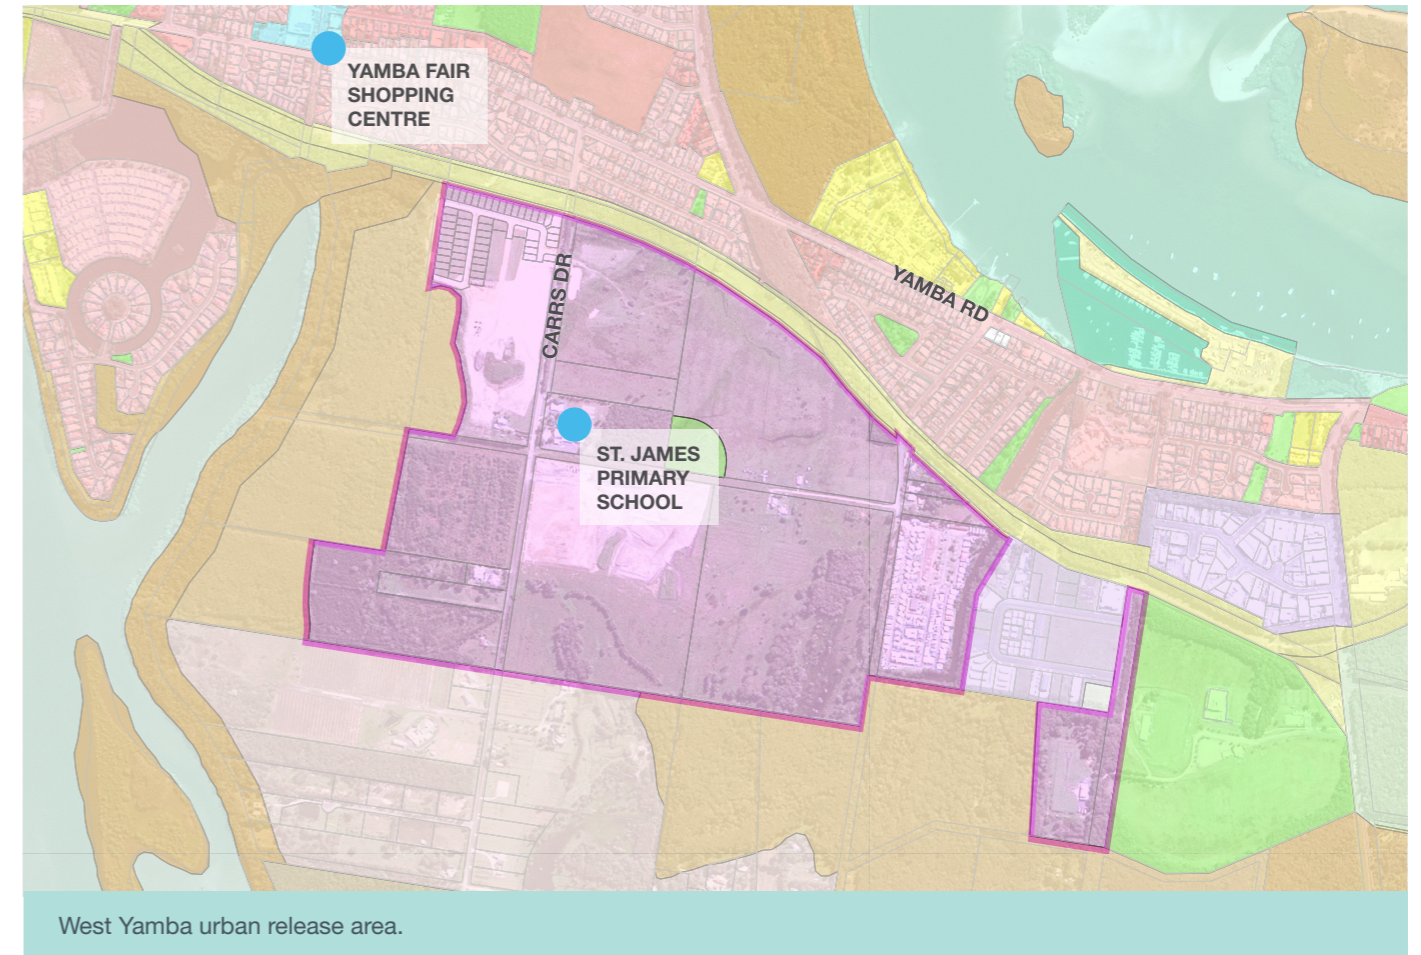 YAMBA FAIR
SHOPPING
CENTRE
CARRS DR
YAMBA RD
ST. JAMES
PRIMARY
SCHOOL
West Yamba urban release area.